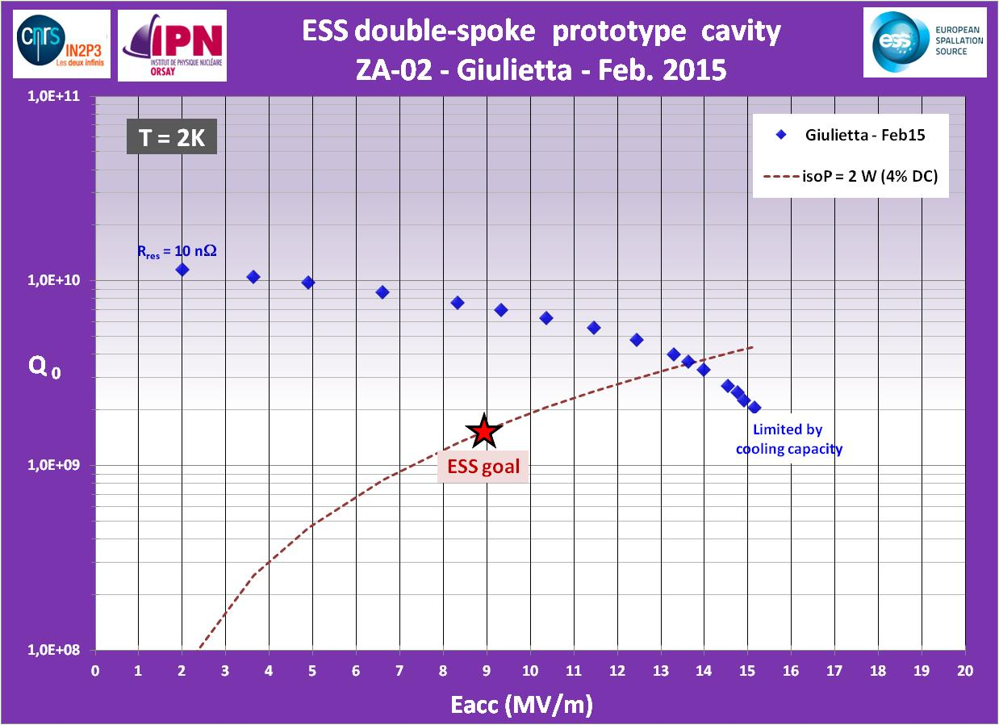 cnrs
IN2P3
Les deux infinis
IPN
INSTITUT DE PHYSIQUE NUCLÉAIRE
ORSAY
ESS double-spoke prototype cavity
ZA-02 - Giulietta - Feb. 2015
ess
EUROPEAN
SPALLATION
SOURCE
1,0E+11
T = 2K
Giulietta - Feb15
isoP = 2 W (4% DC)
Rres = 10 nΩ
1,0E+10
Q0
Limited by
cooling capacity
ESS goal
1,0E+09
1,0E+08
0 1 2 3 4 5 6 7 8 9 10 11 12 13 14 15 16 17 18 19 20
Eacc (MV/m)